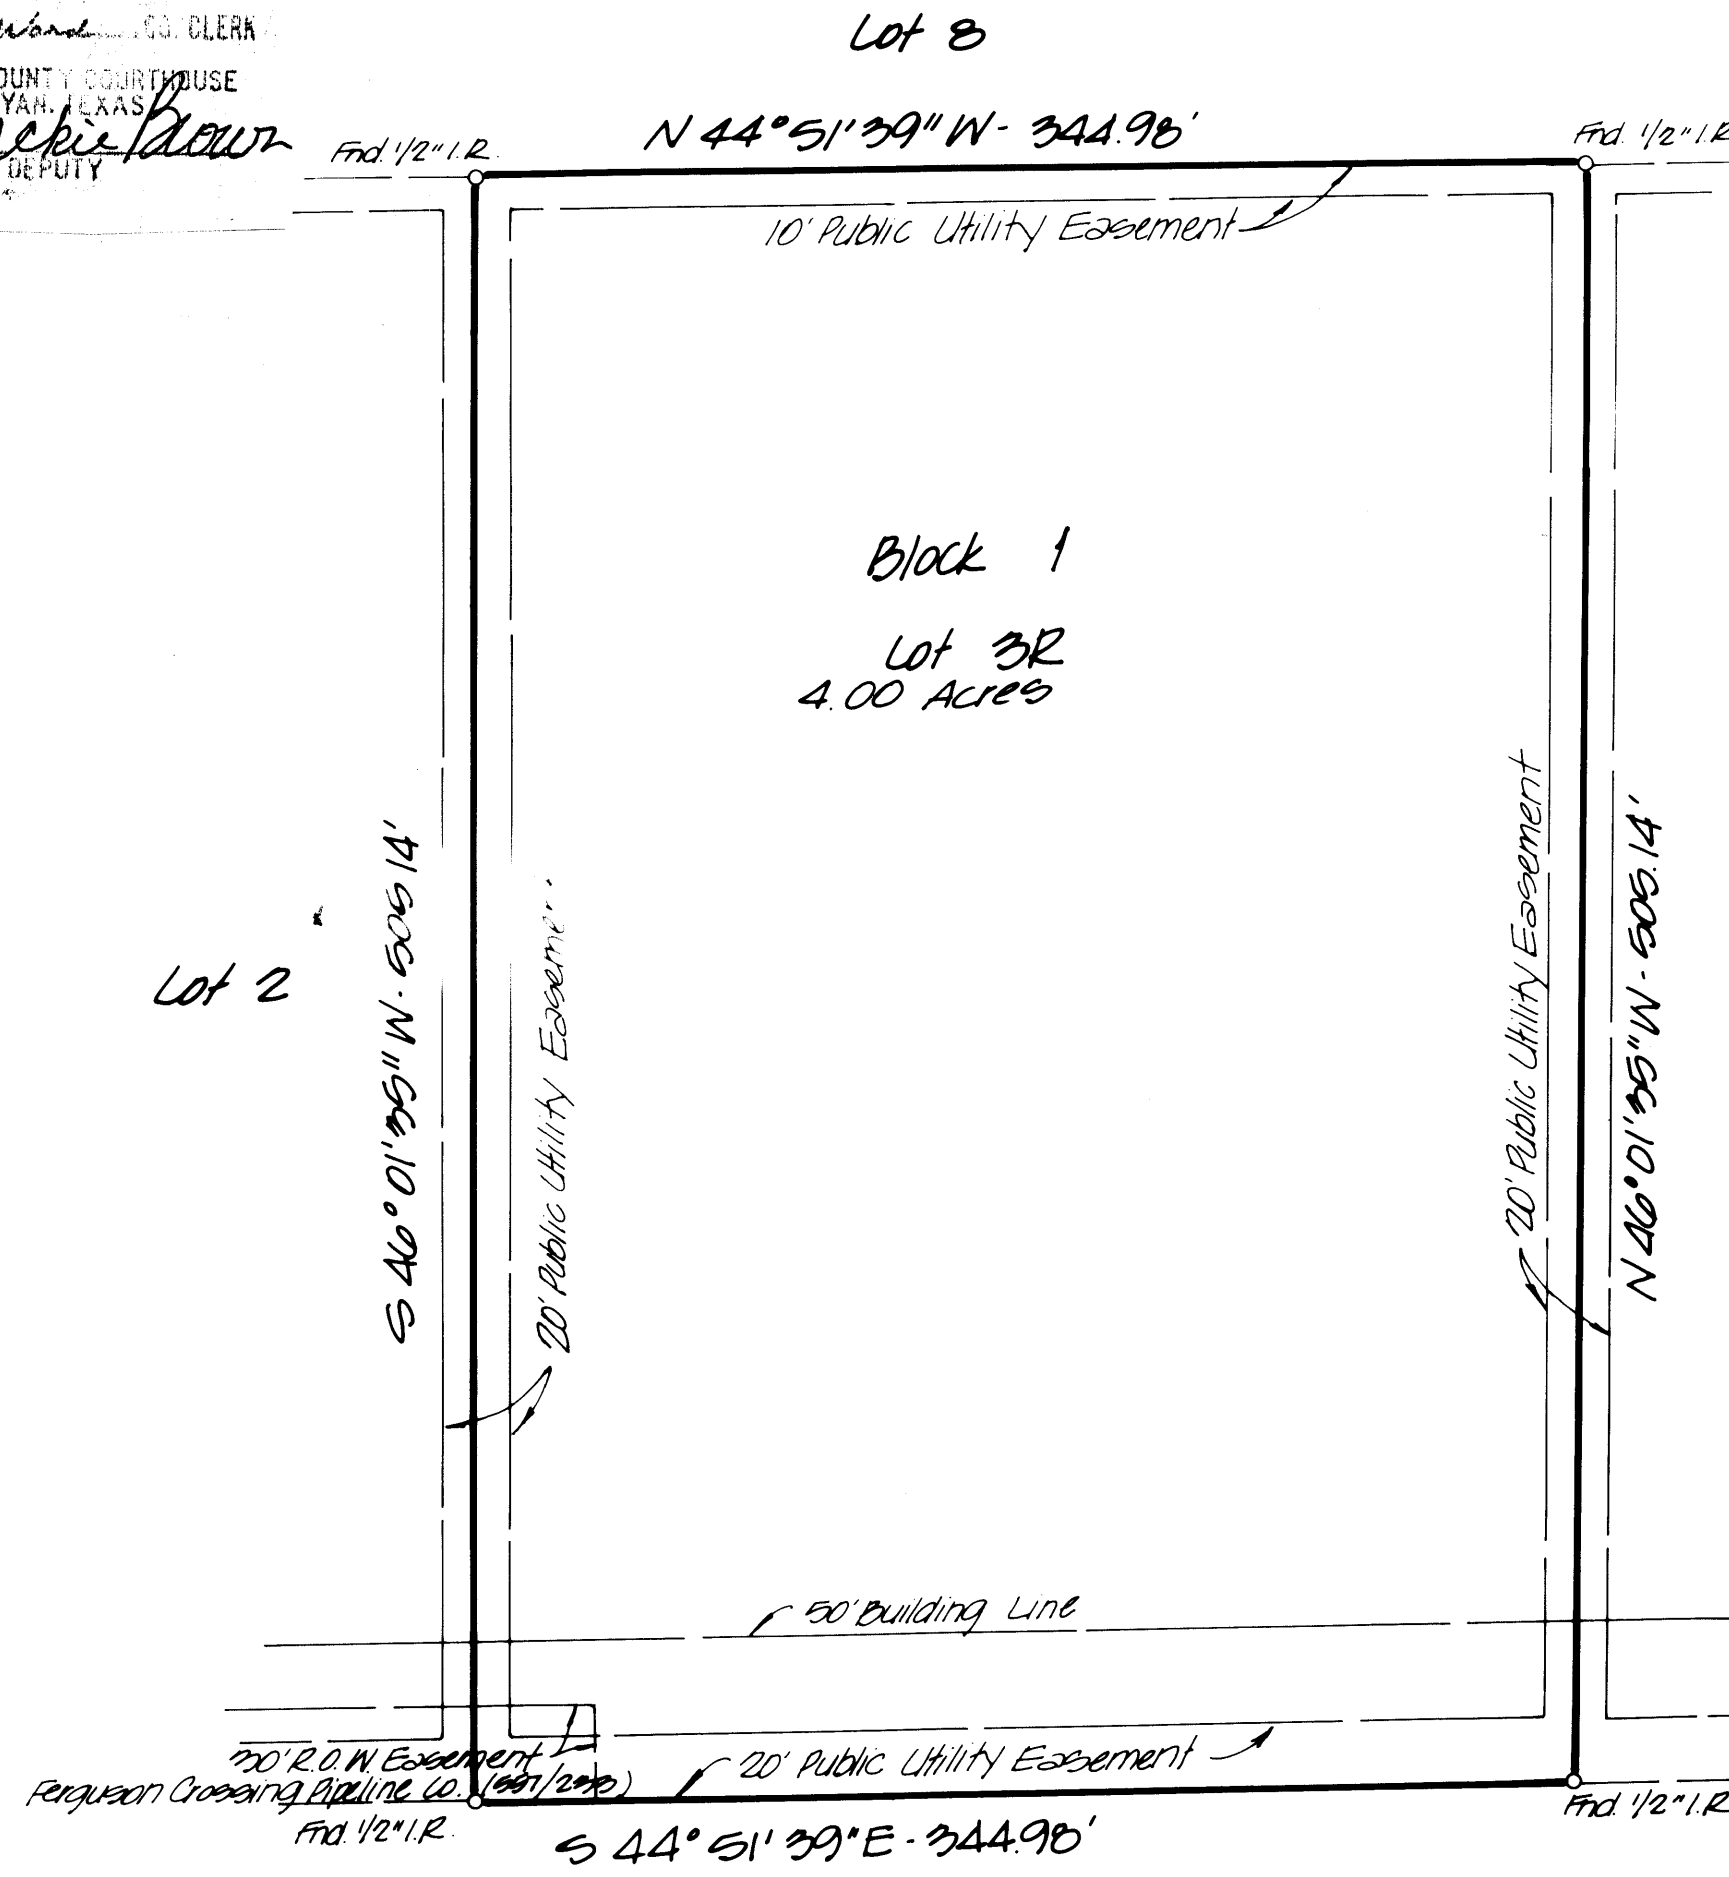 Ward CO. CLERK
COURTHOUSE
TEXAS
Brown
DEPUTY
Lot 8
N 44° 51' 39" W - 344.98'
Fnd. 1/2" I.R.
Fnd. 1/2" I.R
10' Public Utility Easement
Block 1
Lot 3R
4.00 Acres
Lot 2
S 46° 01' 35" W - 505.14'
20' Public Utility
20' Public Utility Easement
N 46° 01' 35" W - 505.14'
50' Building Line
30' R.O.W. Easement
Ferguson Crossing Pipeline Co.
20' Public Utility Easement
Fnd. 1/2" I.R.
Fnd. 1/2" I.R
S 44° 51' 39" E - 344.98'